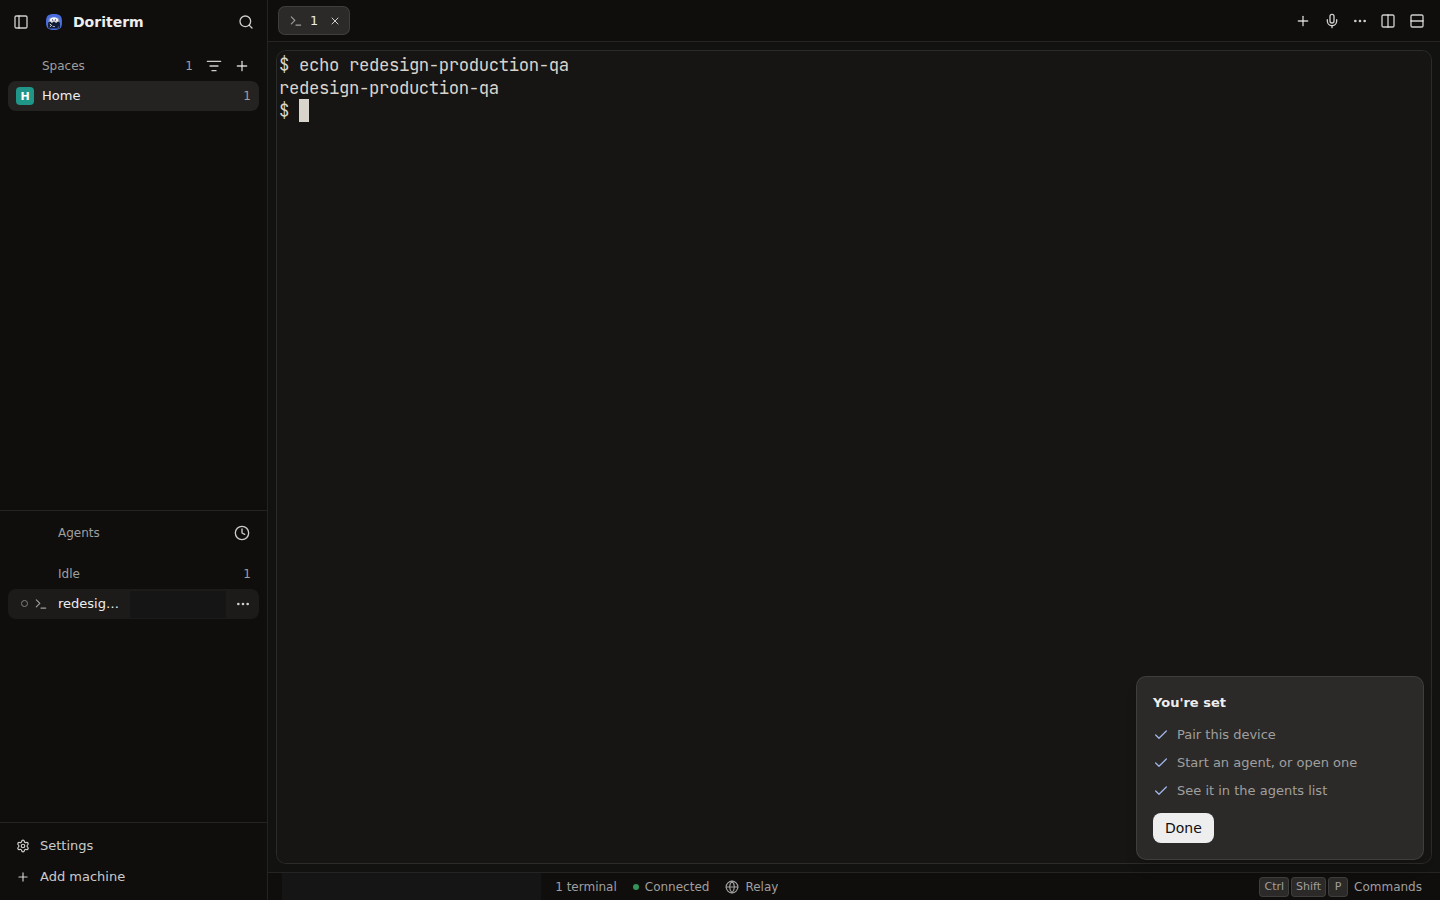 Doriterm
1
Spaces 1
H Home 1
$ echo redesign-production-qa
redesign-production-qa
$
Agents
Idle 1
redesig...
You're set
Pair this device
Start an agent, or open one
See it in the agents list
Done
Settings
Add machine
1 terminal Connected Relay
Ctrl Shift P Commands